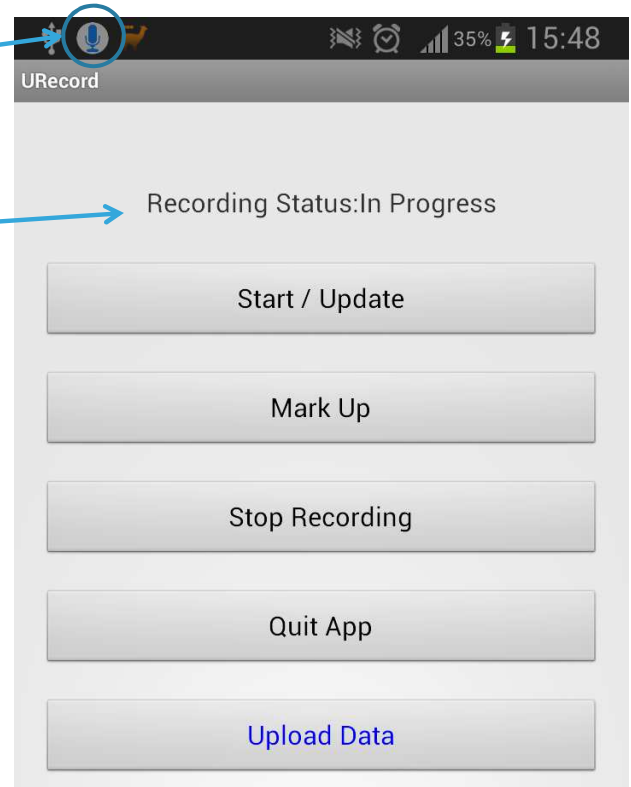 35% 15:48
URecord
Recording Status:In Progress
Start / Update
Mark Up
Stop Recording
Quit App
Upload Data